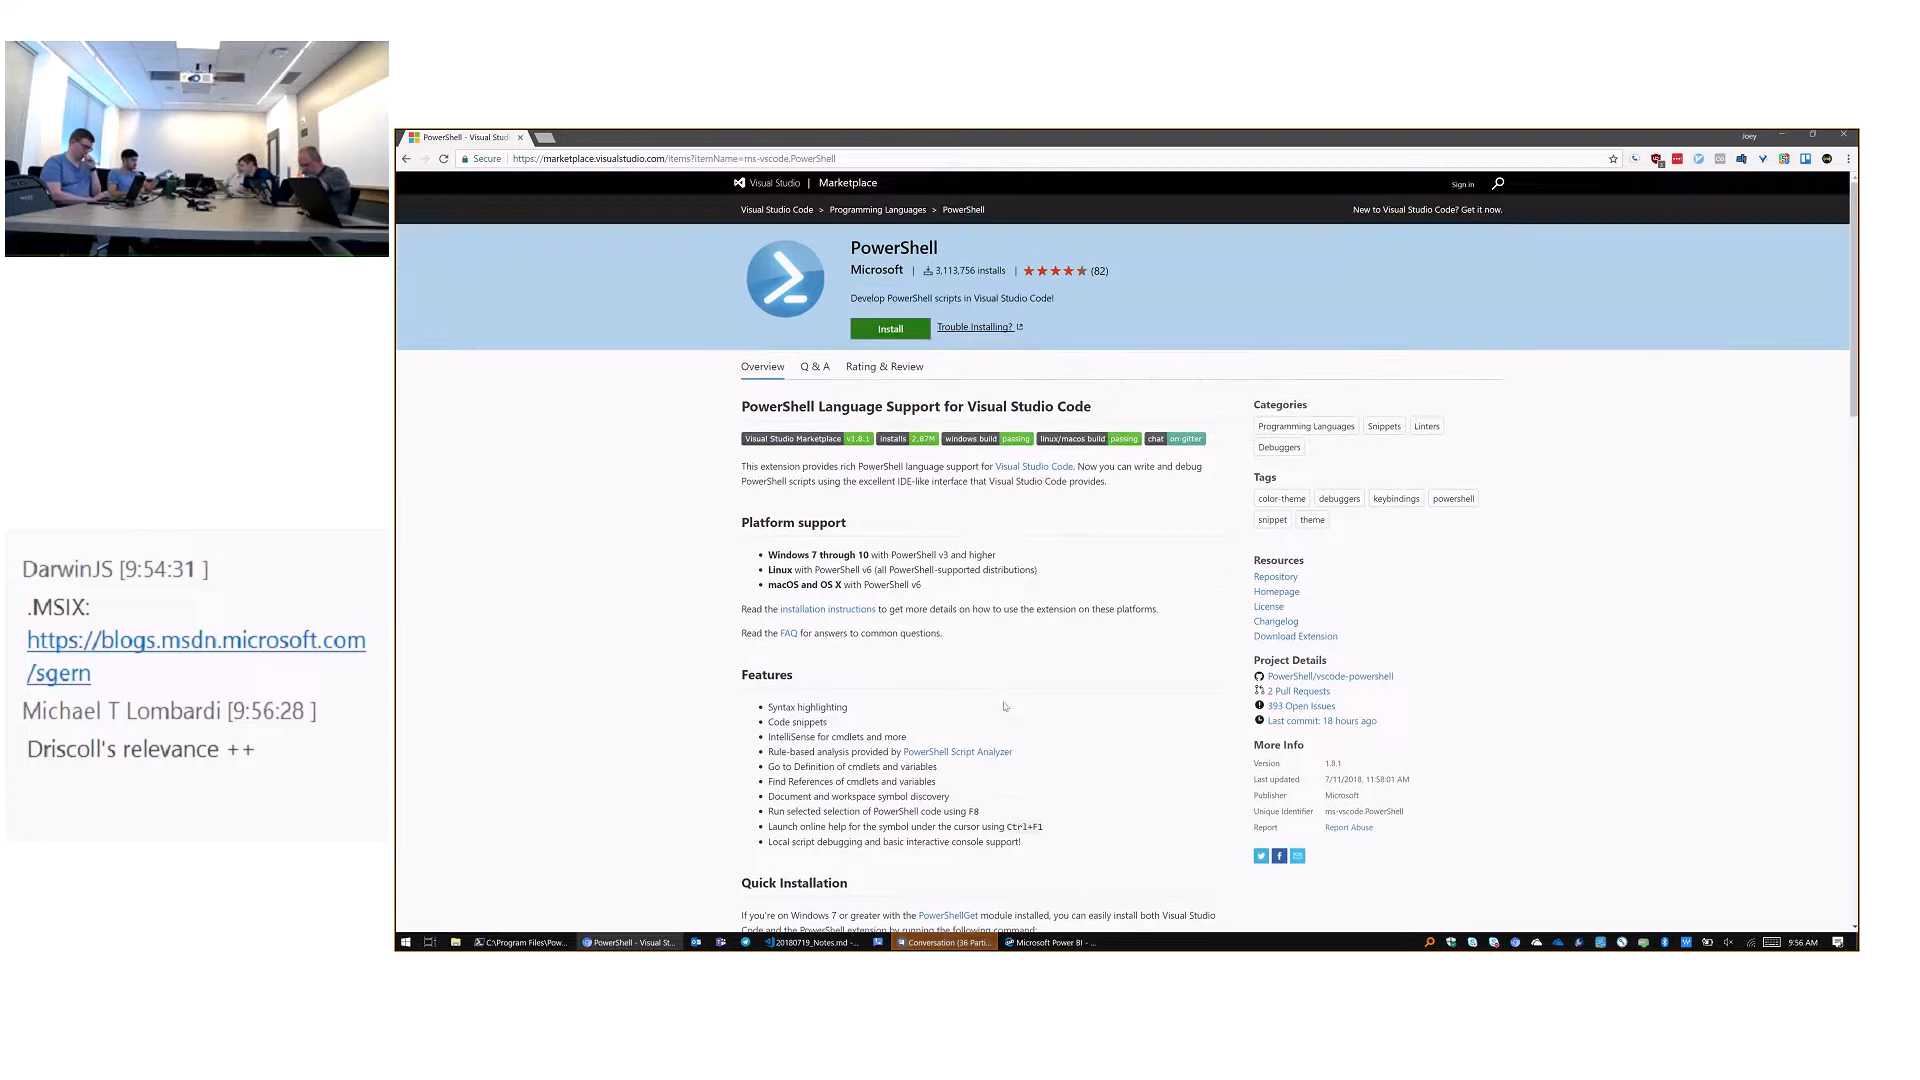 DarwinJS [9:54:31 ]
.MSIX:
https://blogs.msdn.microsoft.com
/sgern
Michael T Lombardi [9:56:28 ]
Driscoll's relevance ++
PowerShell - Visual Studi
Joey
Secure
https://marketplace.visualstudio.com/items?itemName=ms-vscode.PowerShell
Visual Studio | Marketplace
Sign in
Visual Studio Code > Programming Languages > PowerShell
New to Visual Studio Code? Get it now.
PowerShell
Microsoft | 3,113,756 installs | (82)
Develop PowerShell scripts in Visual Studio Code!
Install
Trouble Installing?
Overview Q & A Rating & Review
PowerShell Language Support for Visual Studio Code
Visual Studio Marketplace v1.8.1 installs 2.87M windows build passing linux/macos build passing chat on gitter
This extension provides rich PowerShell language support for Visual Studio Code. Now you can write and debug
PowerShell scripts using the excellent IDE-like interface that Visual Studio Code provides.
Platform support
• Windows 7 through 10 with PowerShell v3 and higher
• Linux with PowerShell v6 (all PowerShell-supported distributions)
• macOS and OS X with PowerShell v6
Read the installation instructions to get more details on how to use the extension on these platforms.
Read the FAQ for answers to common questions.
Features
• Syntax highlighting
• Code snippets
• IntelliSense for cmdlets and more
• Rule-based analysis provided by PowerShell Script Analyzer
• Go to Definition of cmdlets and variables
• Find References of cmdlets and variables
• Document and workspace symbol discovery
• Run selected selection of PowerShell code using F8
• Launch online help for the symbol under the cursor using Ctrl+F1
• Local script debugging and basic interactive console support!
Quick Installation
If you're on Windows 7 or greater with the PowerShellGet module installed, you can easily install both Visual Studio
Code and the PowerShell extension by running the following command:
Categories
Programming Languages Snippets Linters
Debuggers
Tags
color-theme debuggers keybindings powershell
snippet theme
Resources
Repository
Homepage
License
Changelog
Download Extension
Project Details
PowerShell/vscode-powershell
2 Pull Requests
393 Open Issues
Last commit: 18 hours ago
More Info
Version 1.8.1
Last updated 7/11/2018, 11:58:01 AM
Publisher Microsoft
Unique Identifier ms-vscode.PowerShell
Report Report Abuse
C:\Program Files\Pow...
PowerShell - Visual St...
20180719_Notes.md -...
Conversation (36 Parti...
Microsoft Power BI - ...
9:56 AM